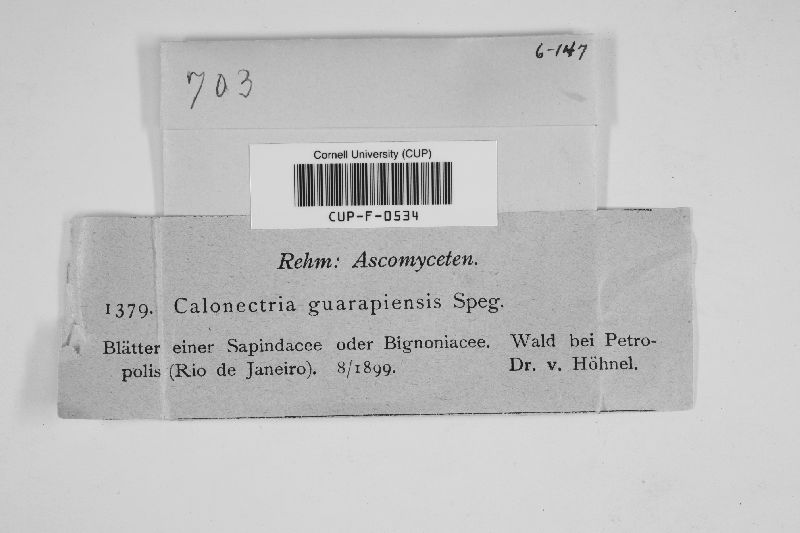 6-147
703
Cornell University (CUP)
CUP-F-0534
Rehm: Ascomyceten.
1379. Calonectria guarapiensis Speg.
Blätter einer Sapindacee oder Bignoniacee. Wald bei Petro-
polis (Rio de Janeiro). 8/1899. Dr. v. Höhnel.